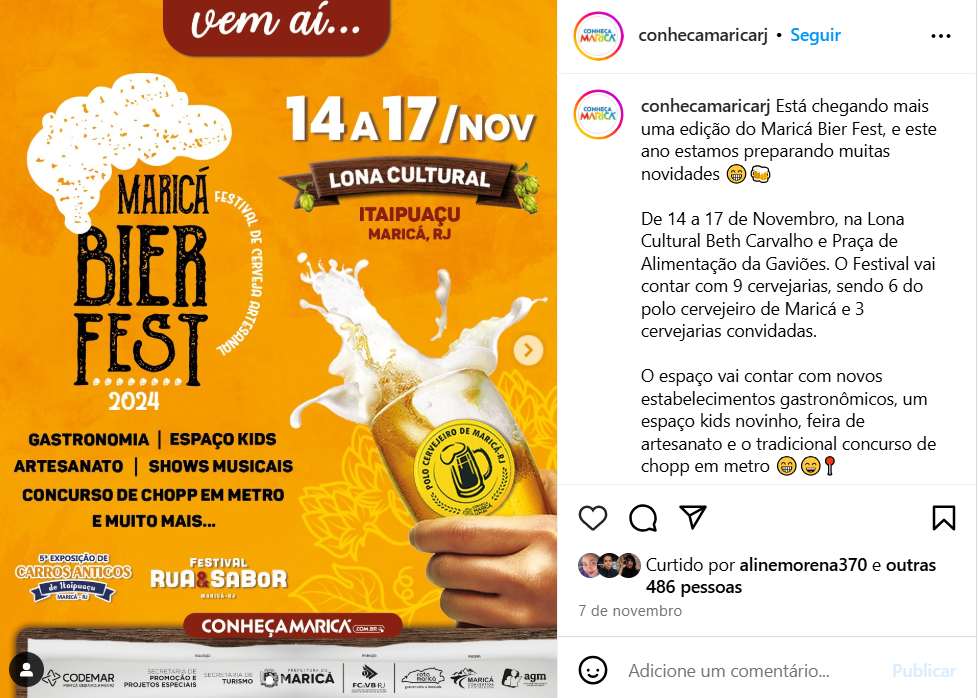 vem aí...
MARICÁ
BIER
FEST
2024
FESTIVAL DE CERVEJA ARTESANAL
14 A 17/NOV
LONA CULTURAL
ITAIPUAÇU
MARICÁ, RJ
POLO CERVEJEIRO DE MARICÁ-RJ
GASTRONOMIA | ESPAÇO KIDS
ARTESANATO | SHOWS MUSICAIS
CONCURSO DE CHOPP EM METRO
E MUITO MAIS...
5ª EXPOSIÇÃO DE
CARROS ANTIGOS
de Itaipuaçu
MARICÁ - RJ
FESTIVAL
RUA&SABOR
MARICÁ-RJ
CONHEÇAMARICÁ.COM.BR
CODEMAR
SECRETARIA DE
PROMOÇÃO E
PROJETOS ESPECIAIS
SECRETARIA DE
TURISMO
PREFEITURA DE
MARICÁ
FC&VB-RJ
rota
maricá
MARICÁ
agm
conhecamaricarj • Seguir
CONHEÇA
MARICÁ
conhecamaricarj Está chegando mais
uma edição do Maricá Bier Fest, e este
ano estamos preparando muitas
novidades 😁🍻
De 14 a 17 de Novembro, na Lona
Cultural Beth Carvalho e Praça de
Alimentação da Gaviões. O Festival vai
contar com 9 cervejarias, sendo 6 do
polo cervejeiro de Maricá e 3
cervejarias convidadas.
O espaço vai contar com novos
estabelecimentos gastronômicos, um
espaço kids novinho, feira de
artesanato e o tradicional concurso de
chopp em metro 😁😄📍
Curtido por alinemorena370 e outras
486 pessoas
7 de novembro
Adicione um comentário...
Publicar